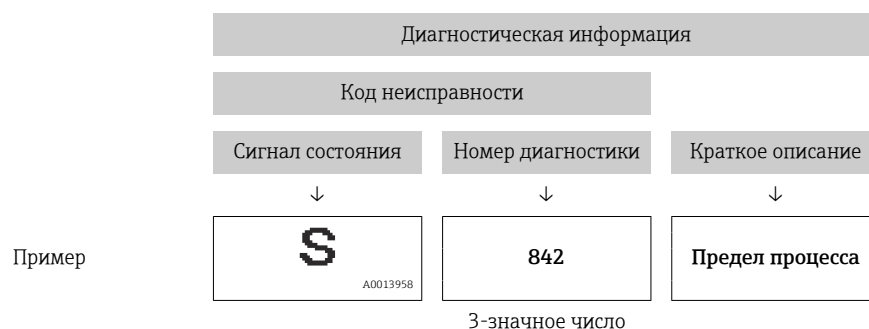 Диагностическая информация
Код неисправности
Сигнал состояния Номер диагностики Краткое описание
↓ ↓ ↓
Пример S 842 Предел процесса
A0013958
3-значное число